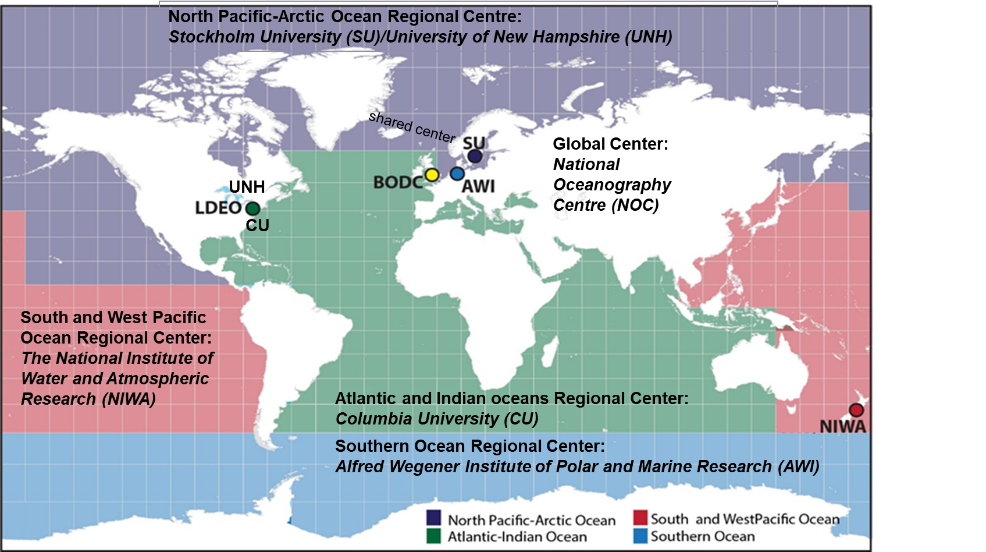 North Pacific-Arctic Ocean Regional Centre:
Stockholm University (SU)/University of New Hampshire (UNH)
shared center
SU
Global Center:
National
Oceanography
Centre (NOC)
BODC
AWI
UNH
LDEO
CU
South and West Pacific
Ocean Regional Center:
The National Institute of
Water and Atmospheric
Research (NIWA)
Atlantic and Indian oceans Regional Center:
Columbia University (CU)
NIWA
Southern Ocean Regional Center:
Alfred Wegener Institute of Polar and Marine Research (AWI)
North Pacific-Arctic Ocean
South and WestPacific Ocean
Atlantic-Indian Ocean
Southern Ocean